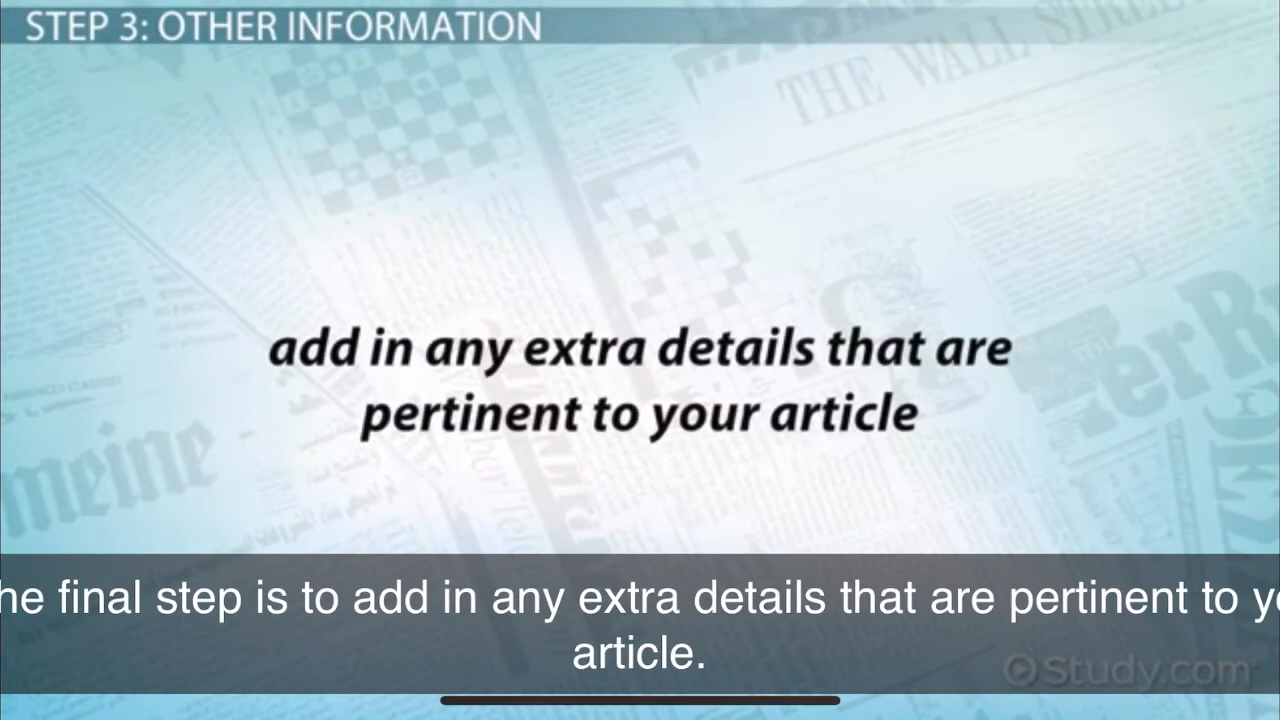 STEP 3: OTHER INFORMATION
THE WALL STREET
add in any extra details that are
pertinent to your article
meine
he final step is to add in any extra details that are pertinent to y
article.
© Study.com